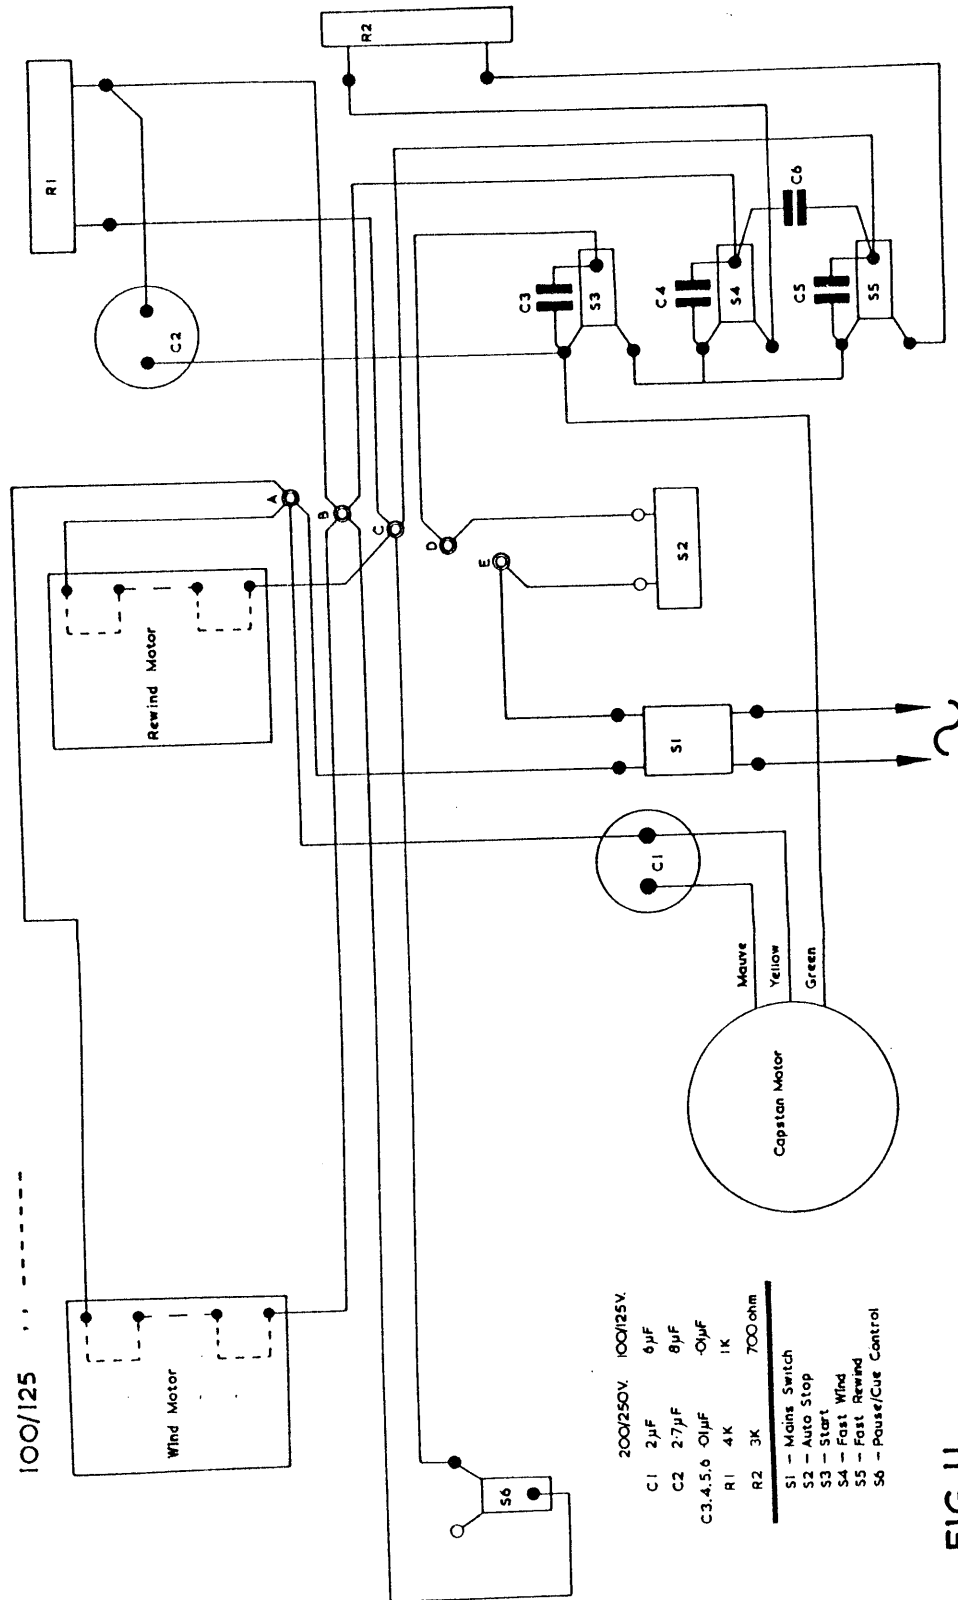 100/125 ,, -------
R1
R2
C2
Rewind Motor
Wind Motor
A
B
C
D
E
C3
S3
C4
S4
C6
C5
S5
S2
S1
C1
Mauve
Yellow
Green
Capstan Motor
S6
200/250V. 100/125V.
C1 2µF 6µF
C2 2·7µF 8µF
C3.4.5.6 ·01µF ·01µF
R1 4K 1K
R2 3K 700 ohm
S1 – Mains Switch
S2 – Auto Stop
S3 – Start
S4 – Fast Wind
S5 – Fast Rewind
S6 – Pause/Cue Control
FIG 11